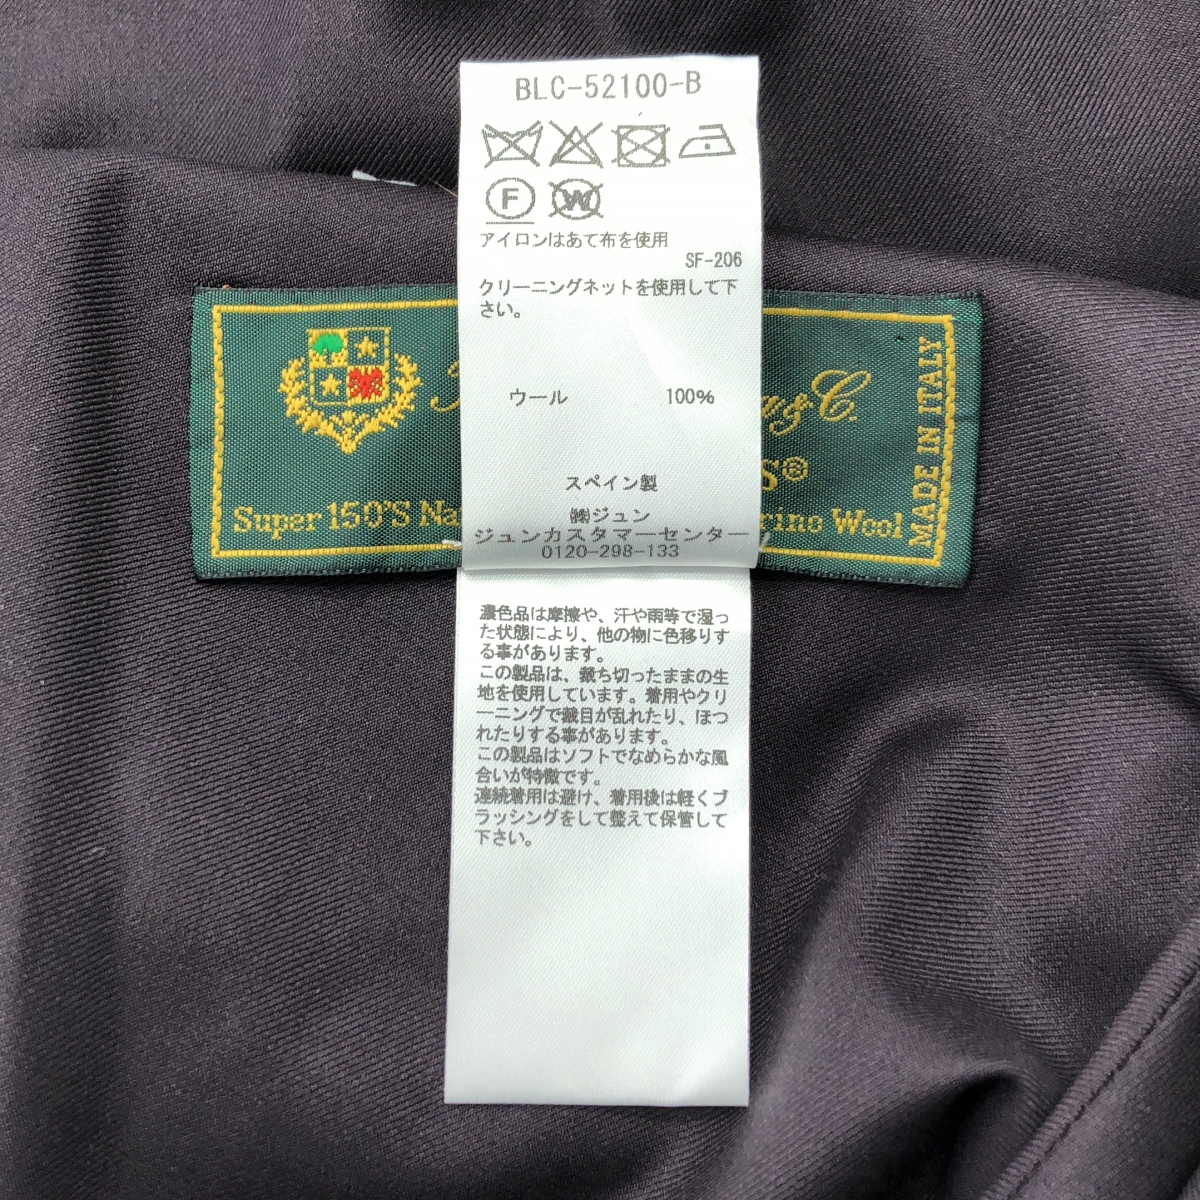 BLC-52100-B
F
W
アイロンはあて布を使用
SF-206
クリーニングネットを使用して下
さい。
ウール 100%
スペイン製
㈱ジュン
ジュンカスタマーセンター
0120-298-133
濃色品は摩擦や、汗や雨等で湿っ
た状態により、他の物に色移りす
る事があります。
この製品は、裁ち切ったままの生
地を使用しています。着用やクリ
ーニングで裁目が乱れたり、ほつ
れたりする事があります。
この製品はソフトでなめらかな風
合いが特徴です。
連続着用は避け、着用後は軽くブ
ラッシングをして整えて保管して
下さい。
& C.
S®
Super 150'S Na
Wool
MADE IN ITALY